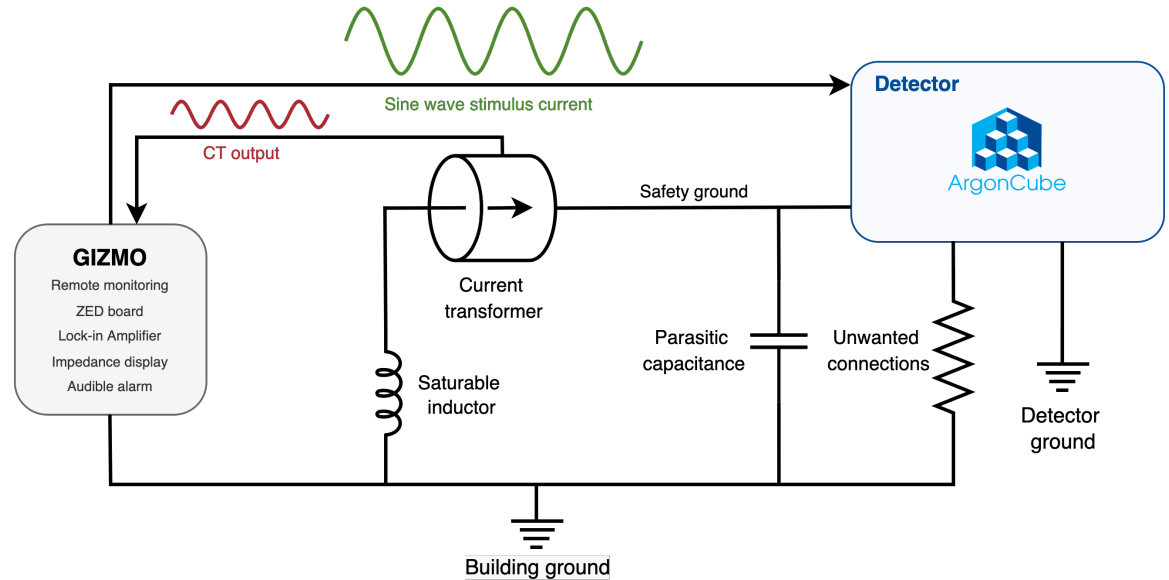 Sine wave stimulus current
Detector
ArgonCube
CT output
Safety ground
GIZMO
Remote monitoring
ZED board
Lock-in Amplifier
Impedance display
Audible alarm
Current
transformer
Saturable
inductor
Parasitic
capacitance
Unwanted
connections
Detector
ground
Building ground